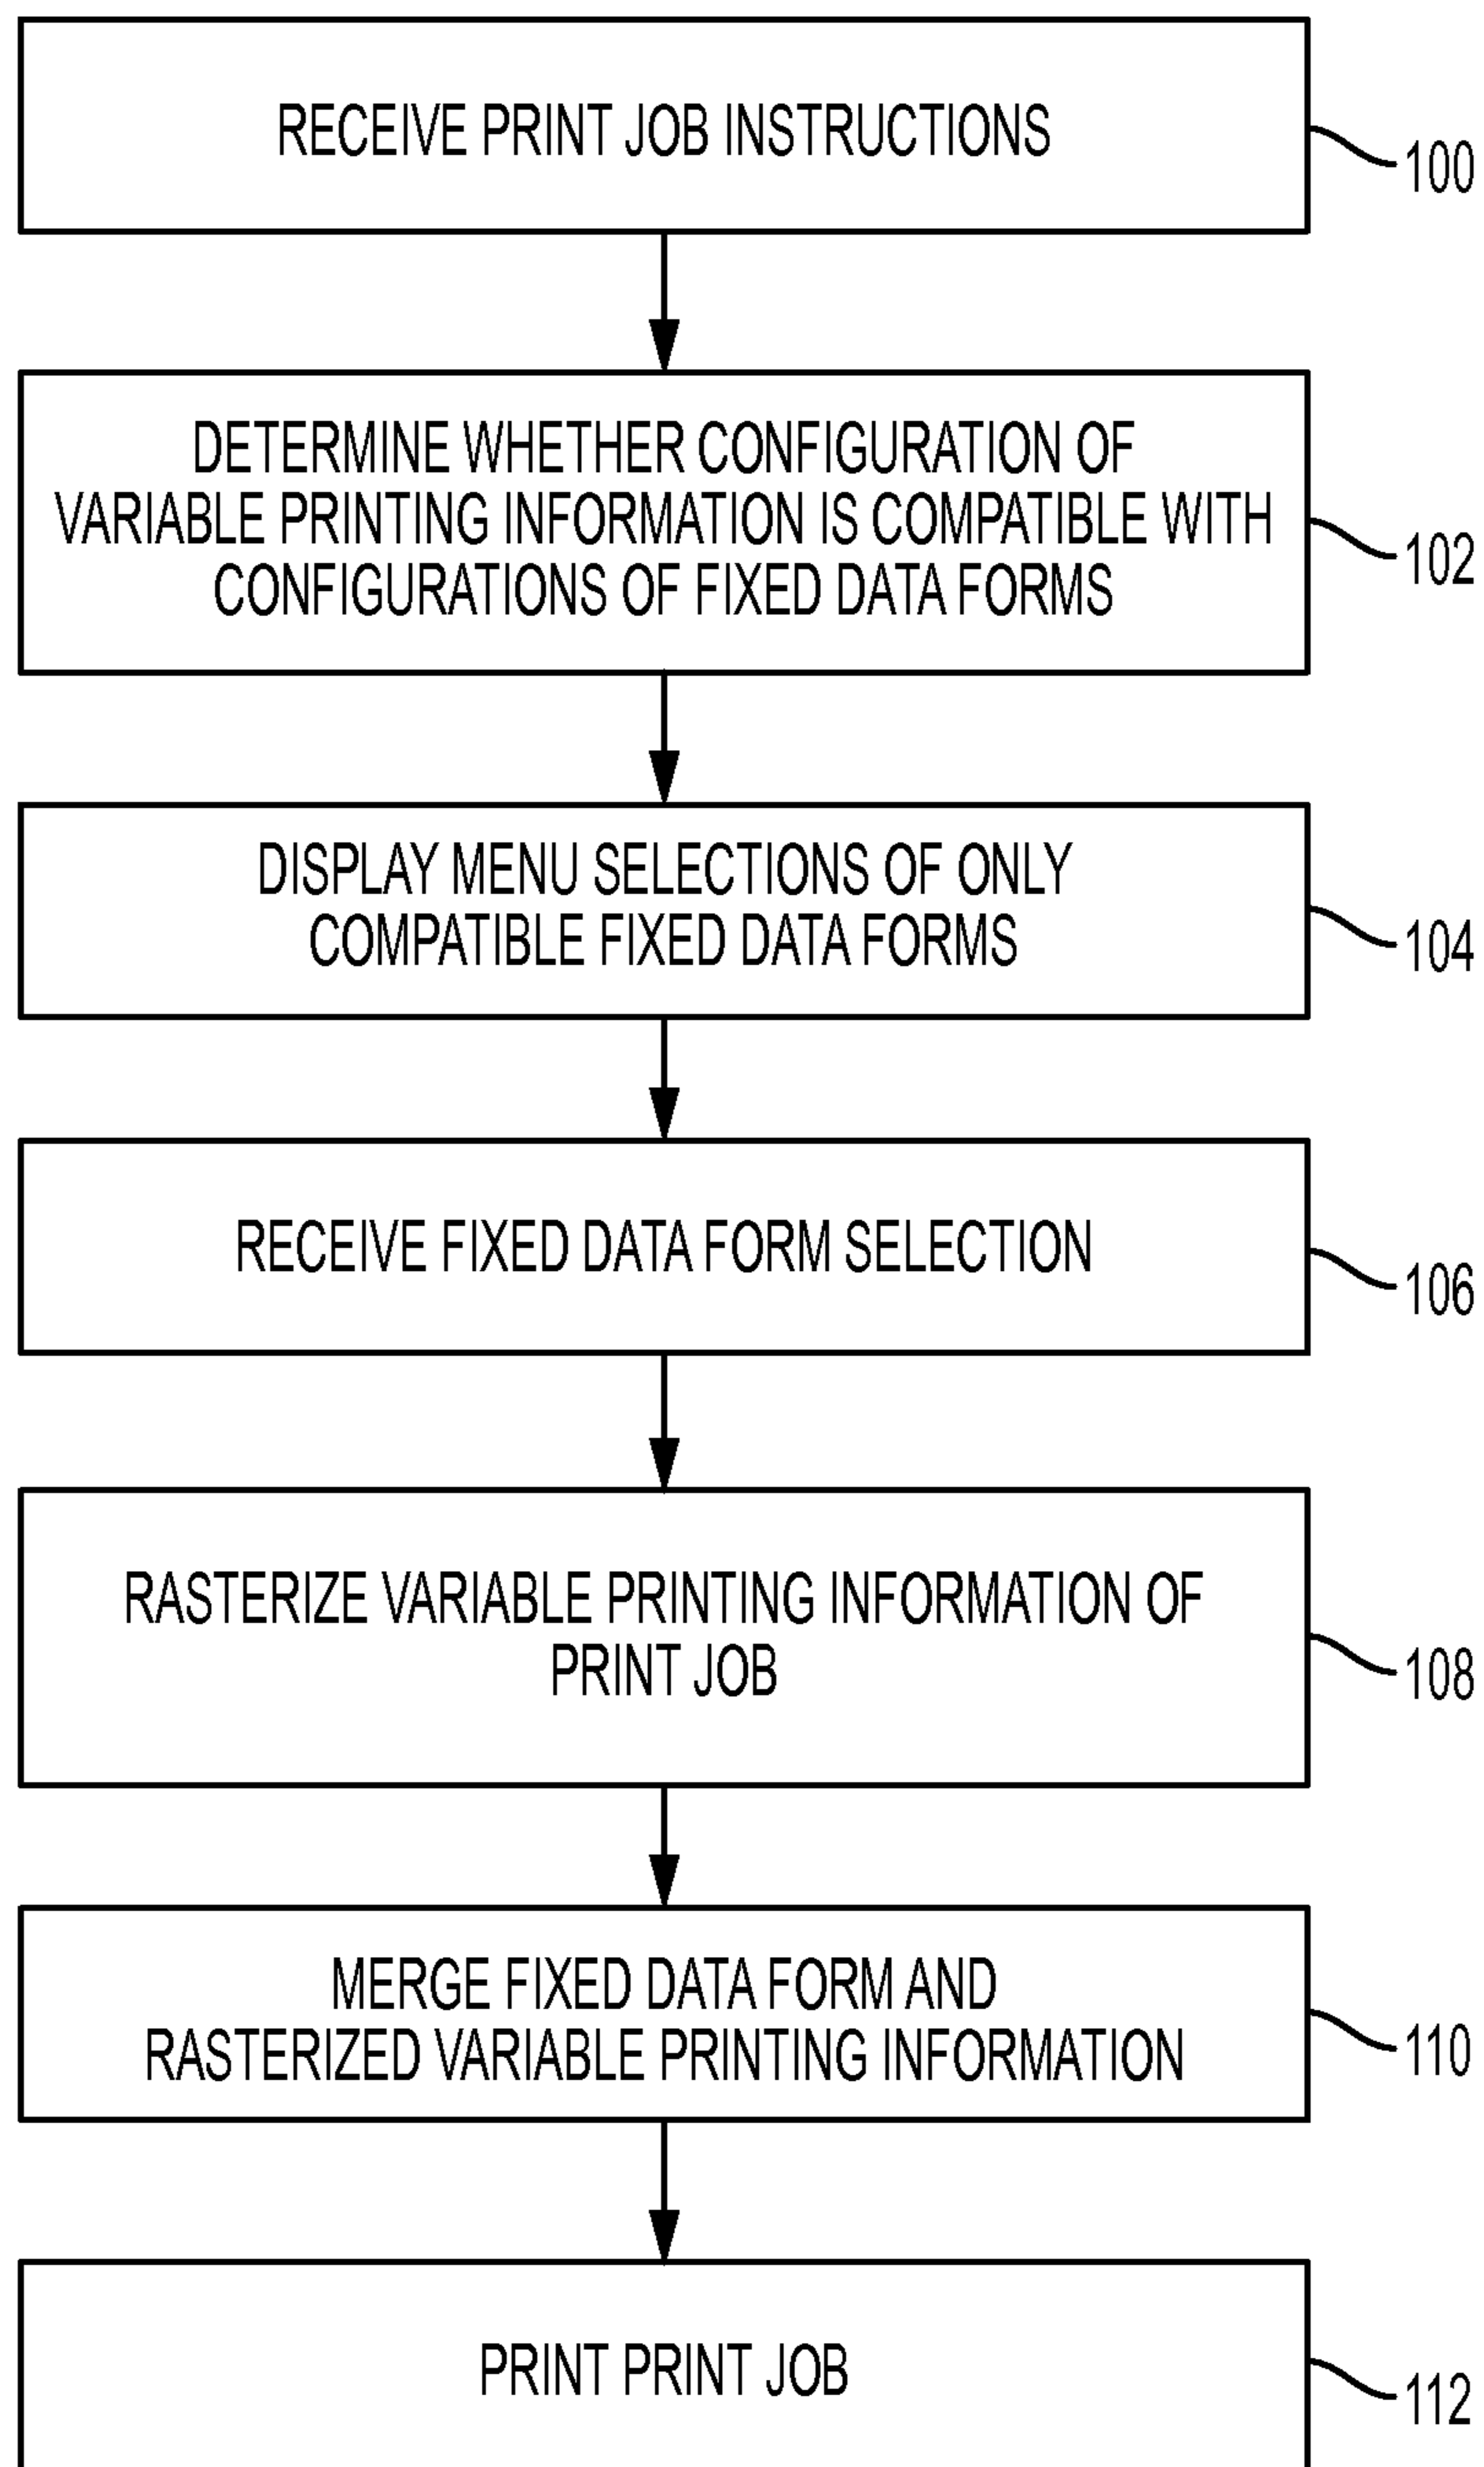 RECEIVE PRINT JOB INSTRUCTIONS
100
DETERMINE WHETHER CONFIGURATION OF
VARIABLE PRINTING INFORMATION IS COMPATIBLE WITH
CONFIGURATIONS OF FIXED DATA FORMS
102
DISPLAY MENU SELECTIONS OF ONLY
COMPATIBLE FIXED DATA FORMS
104
RECEIVE FIXED DATA FORM SELECTION
106
RASTERIZE VARIABLE PRINTING INFORMATION OF
PRINT JOB
108
MERGE FIXED DATA FORM AND
RASTERIZED VARIABLE PRINTING INFORMATION
110
PRINT PRINT JOB
112